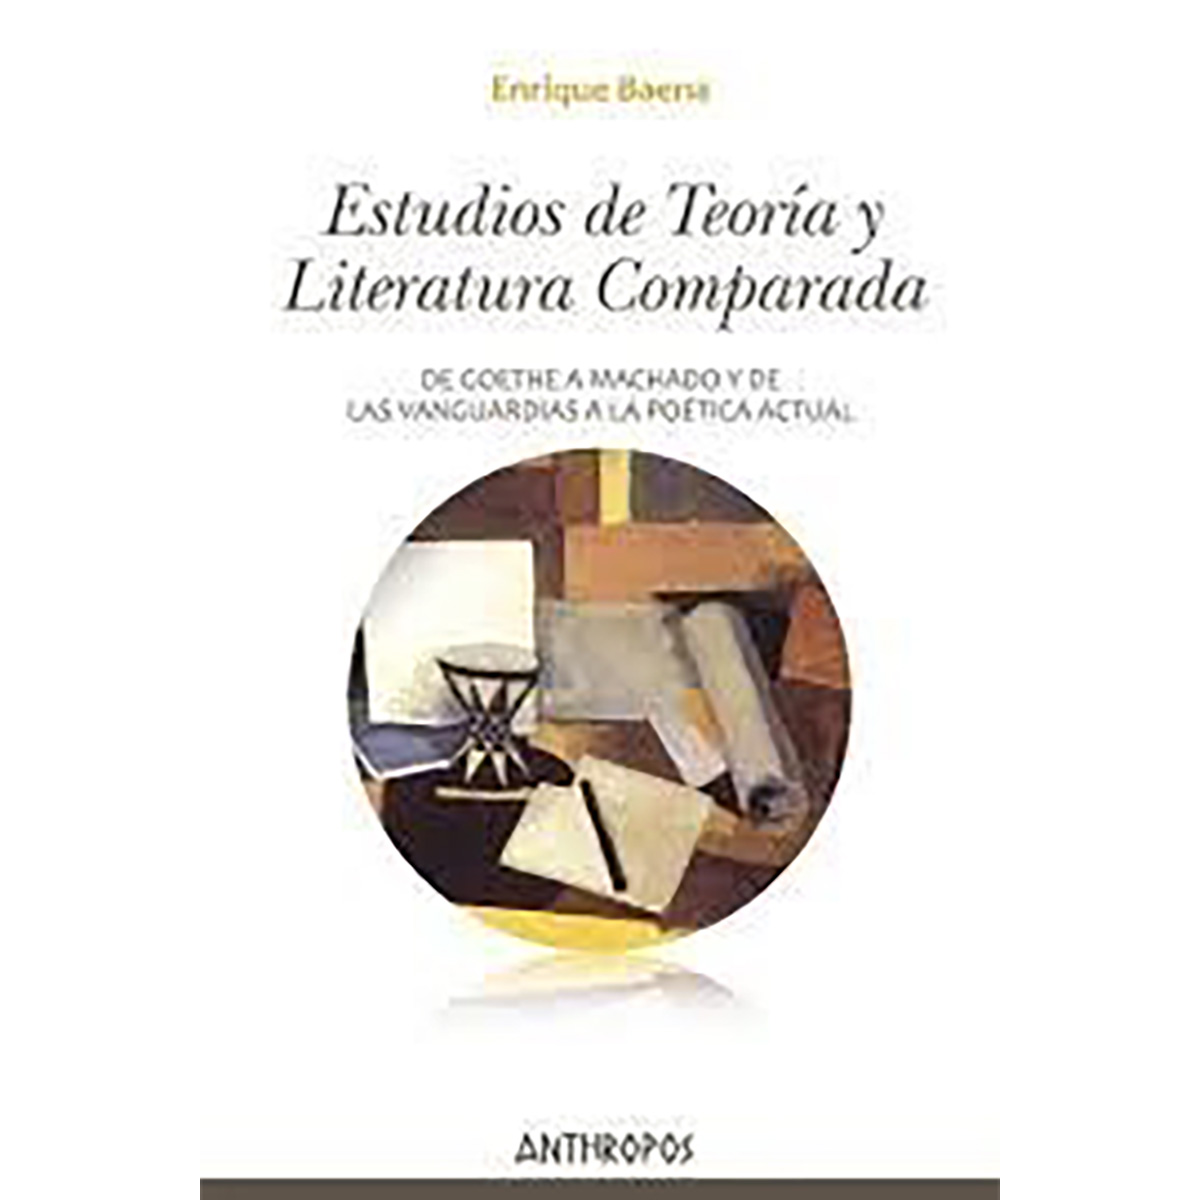 Enrique Baena
Estudios de Teoría y
Literatura Comparada
DE GOETHE A MACHADO Y DE
LAS VANGUARDIAS A LA POÉTICA ACTUAL
ANTHROPOS